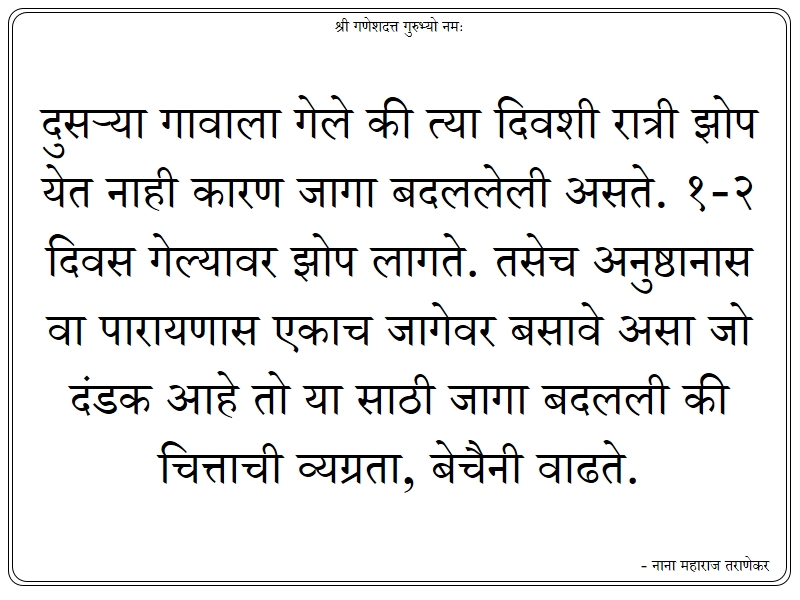 श्री गणेशदत्त गुरुभ्यो नमः
दुसऱ्या गावाला गेले की त्या दिवशी रात्री झोप
येत नाही कारण जागा बदललेली असते. १-२
दिवस गेल्यावर झोप लागते. तसेच अनुष्ठानास
वा पारायणास एकाच जागेवर बसावे असा जो
दंडक आहे तो या साठी जागा बदलली की
चित्ताची व्यग्रता, बेचैनी वाढते.
- नाना महाराज तराणेकर